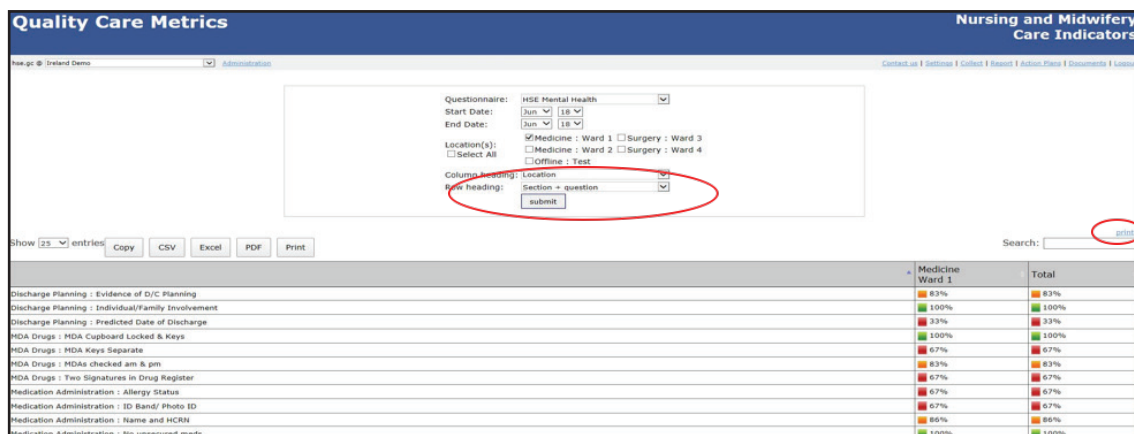 Quality Care Metrics
Nursing and Midwifery
Care Indicators
hse.gc @ Ireland Demo Administration
Contact us | Settings | Collect | Report | Action Plans | Documents | Logout
Questionnaire: HSE Mental Health
Start Date: Jun 18
End Date: Jun 18
Location(s): Medicine : Ward 1 Surgery : Ward 3
Select All Medicine : Ward 2 Surgery : Ward 4
Offline : Test
Column heading: Location
Row heading: Section + question
submit
print
Show 25 entries Copy CSV Excel PDF Print Search:
Medicine Ward 1 Total
Discharge Planning : Evidence of D/C Planning 83% 83%
Discharge Planning : Individual/Family Involvement 100% 100%
Discharge Planning : Predicted Date of Discharge 33% 33%
MDA Drugs : MDA Cupboard Locked & Keys 100% 100%
MDA Drugs : MDA Keys Separate 67% 67%
MDA Drugs : MDAs checked am & pm 83% 83%
MDA Drugs : Two Signatures in Drug Register 67% 67%
Medication Administration : Allergy Status 67% 67%
Medication Administration : ID Band/ Photo ID 67% 67%
Medication Administration : Name and HCRN 86% 86%
Medication Administration : No unsecured meds 100% 100%